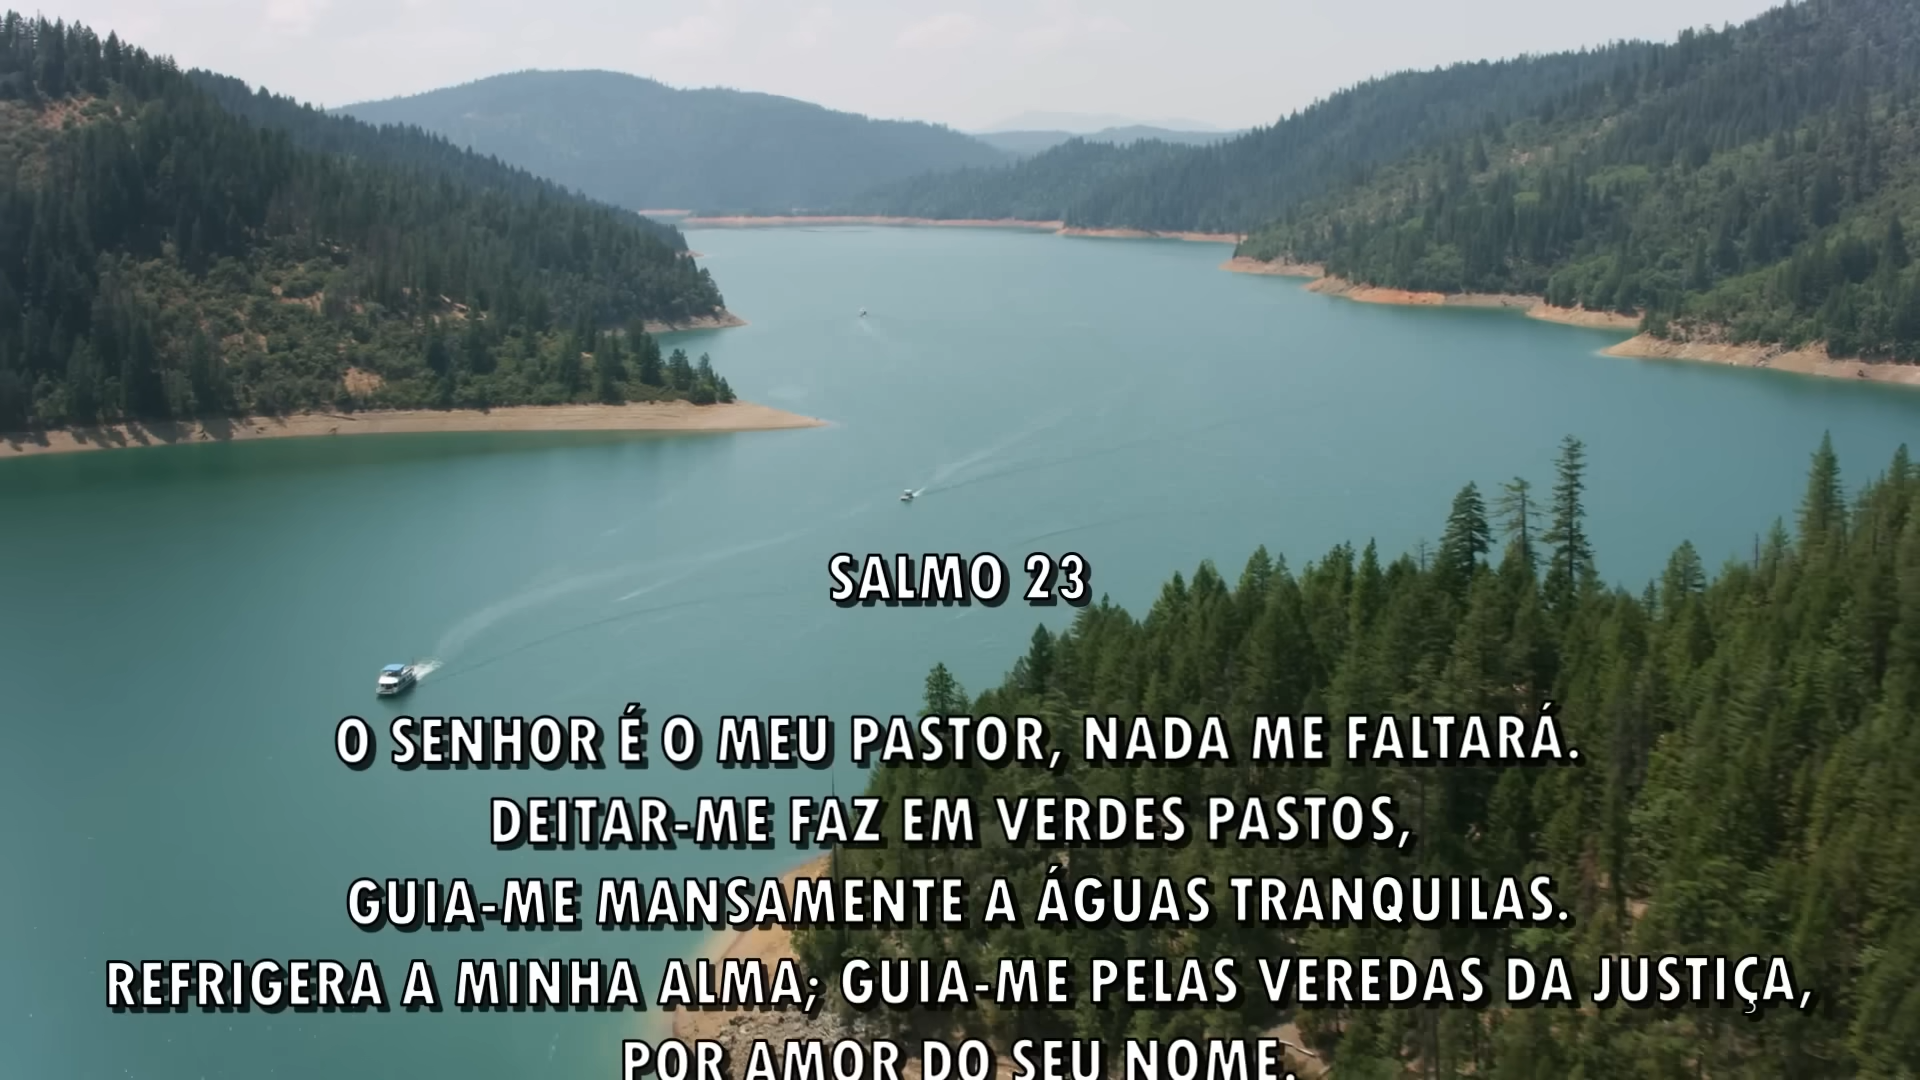 SALMO 23
O SENHOR É O MEU PASTOR, NADA ME FALTARÁ.
DEITAR-ME FAZ EM VERDES PASTOS,
GUIA-ME MANSAMENTE A ÁGUAS TRANQUILAS.
REFRIGERA A MINHA ALMA; GUIA-ME PELAS VEREDAS DA JUSTIÇA,
POR AMOR DO SEU NOME.